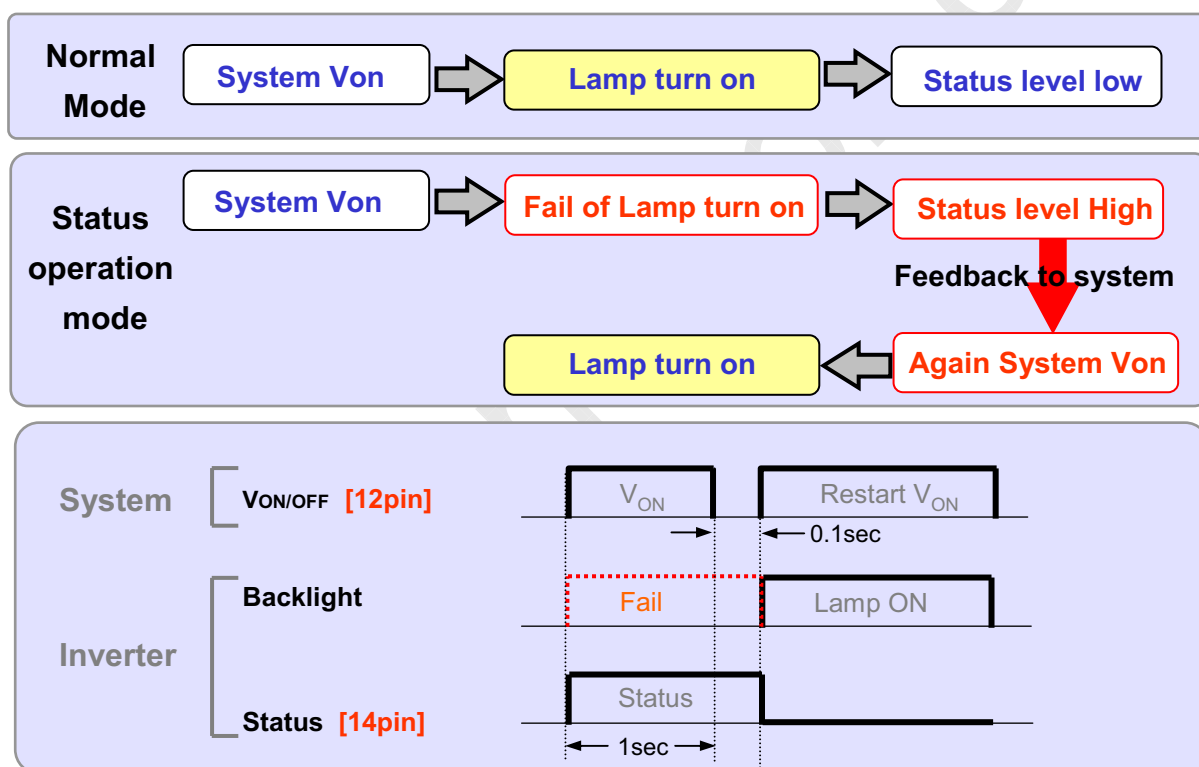 Normal
Mode
System Von
Lamp turn on
Status level low
Status
operation
mode
System Von
Fail of Lamp turn on
Status level High
Feedback to system
Lamp turn on
Again System Von
System
VON/OFF [12pin]
VON
Restart VON
0.1sec
Inverter
Backlight
Fail
Lamp ON
Status [14pin]
Status
1sec